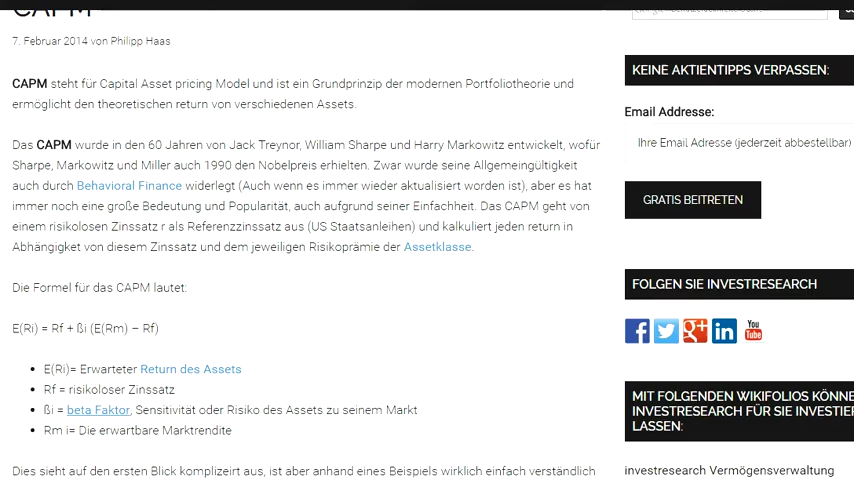 CAPM
7. Februar 2014 von Philipp Haas
CAPM steht für Capital Asset pricing Model und ist ein Grundprinzip der modernen Portfoliotheorie und
ermöglicht den theoretischen return von verschiedenen Assets.
Das CAPM wurde in den 60 Jahren von Jack Treynor, William Sharpe und Harry Markowitz entwickelt, wofür
Sharpe, Markowitz und Miller auch 1990 den Nobelpreis erhielten. Zwar wurde seine Allgemeingültigkeit
auch durch Behavioral Finance widerlegt (Auch wenn es immer wieder aktualisiert worden ist), aber es hat
immer noch eine große Bedeutung und Popularität, auch aufgrund seiner Einfachheit. Das CAPM geht von
einem risikolosen Zinssatz r als Referenzzinssatz aus (US Staatsanleihen) und kalkuliert jeden return in
Abhängigket von diesem Zinssatz und dem jeweiligen Risikoprämie der Assetklasse.
Die Formel für das CAPM lautet:
E(Ri) = Rf + ßi (E(Rm) – Rf)
E(Ri)= Erwarteter Return des Assets
Rf = risikoloser Zinssatz
ßi = beta Faktor, Sensitivität oder Risiko des Assets zu seinem Markt
Rm i= Die erwartbare Marktrendite
Dies sieht auf den ersten Blick komplizeirt aus, ist aber anhand eines Beispiels wirklich einfach verständlich
KEINE AKTIENTIPPS VERPASSEN:
Email Addresse:
Ihre Email Adresse (jederzeit abbestellbar)
GRATIS BEITRETEN
FOLGEN SIE INVESTRESEARCH
You
Tube
MIT FOLGENDEN WIKIFOLIOS KÖNNE
INVESTRESEARCH FÜR SIE INVESTIE
LASSEN:
investresearch Vermögensverwaltung